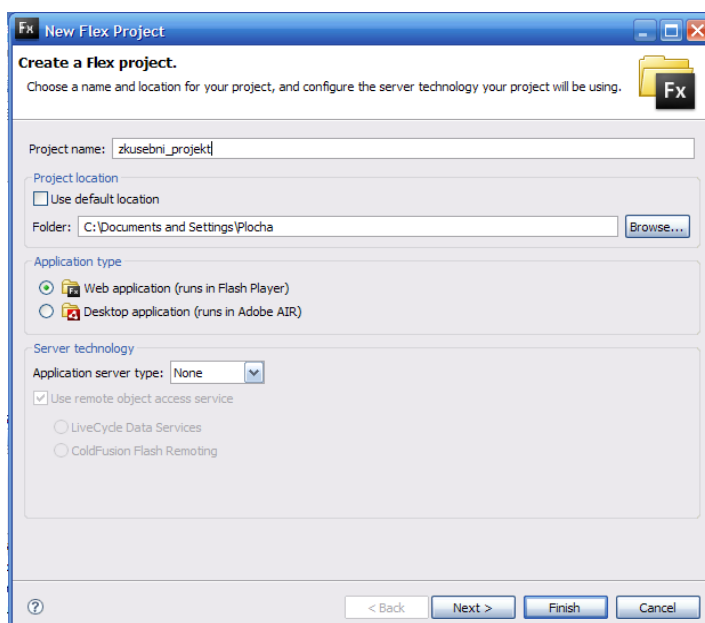 Fx New Flex Project
Create a Flex project.
Choose a name and location for your project, and configure the server technology your project will be using.
Fx
Project name: zkusebni_projekt
Project location
Use default location
Folder: C:\Documents and Settings\Plocha Browse...
Application type
Web application (runs in Flash Player)
Desktop application (runs in Adobe AIR)
Server technology
Application server type: None
Use remote object access service
LiveCycle Data Services
ColdFusion Flash Remoting
? < Back Next > Finish Cancel